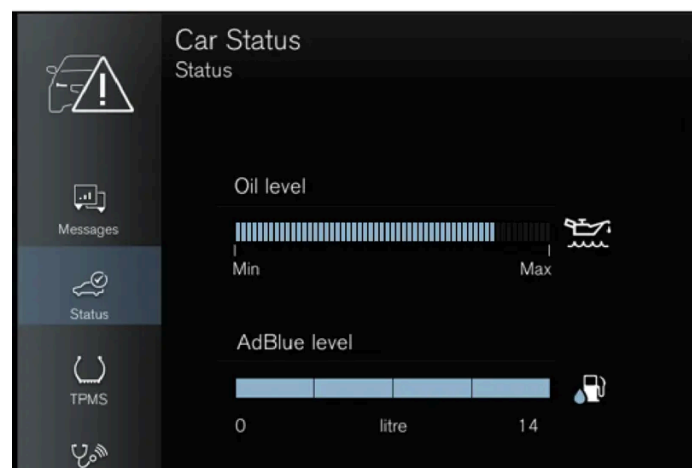 Car Status
Status
Messages
Status
TPMS
Oil level
Min Max
AdBlue level
0 litre 14